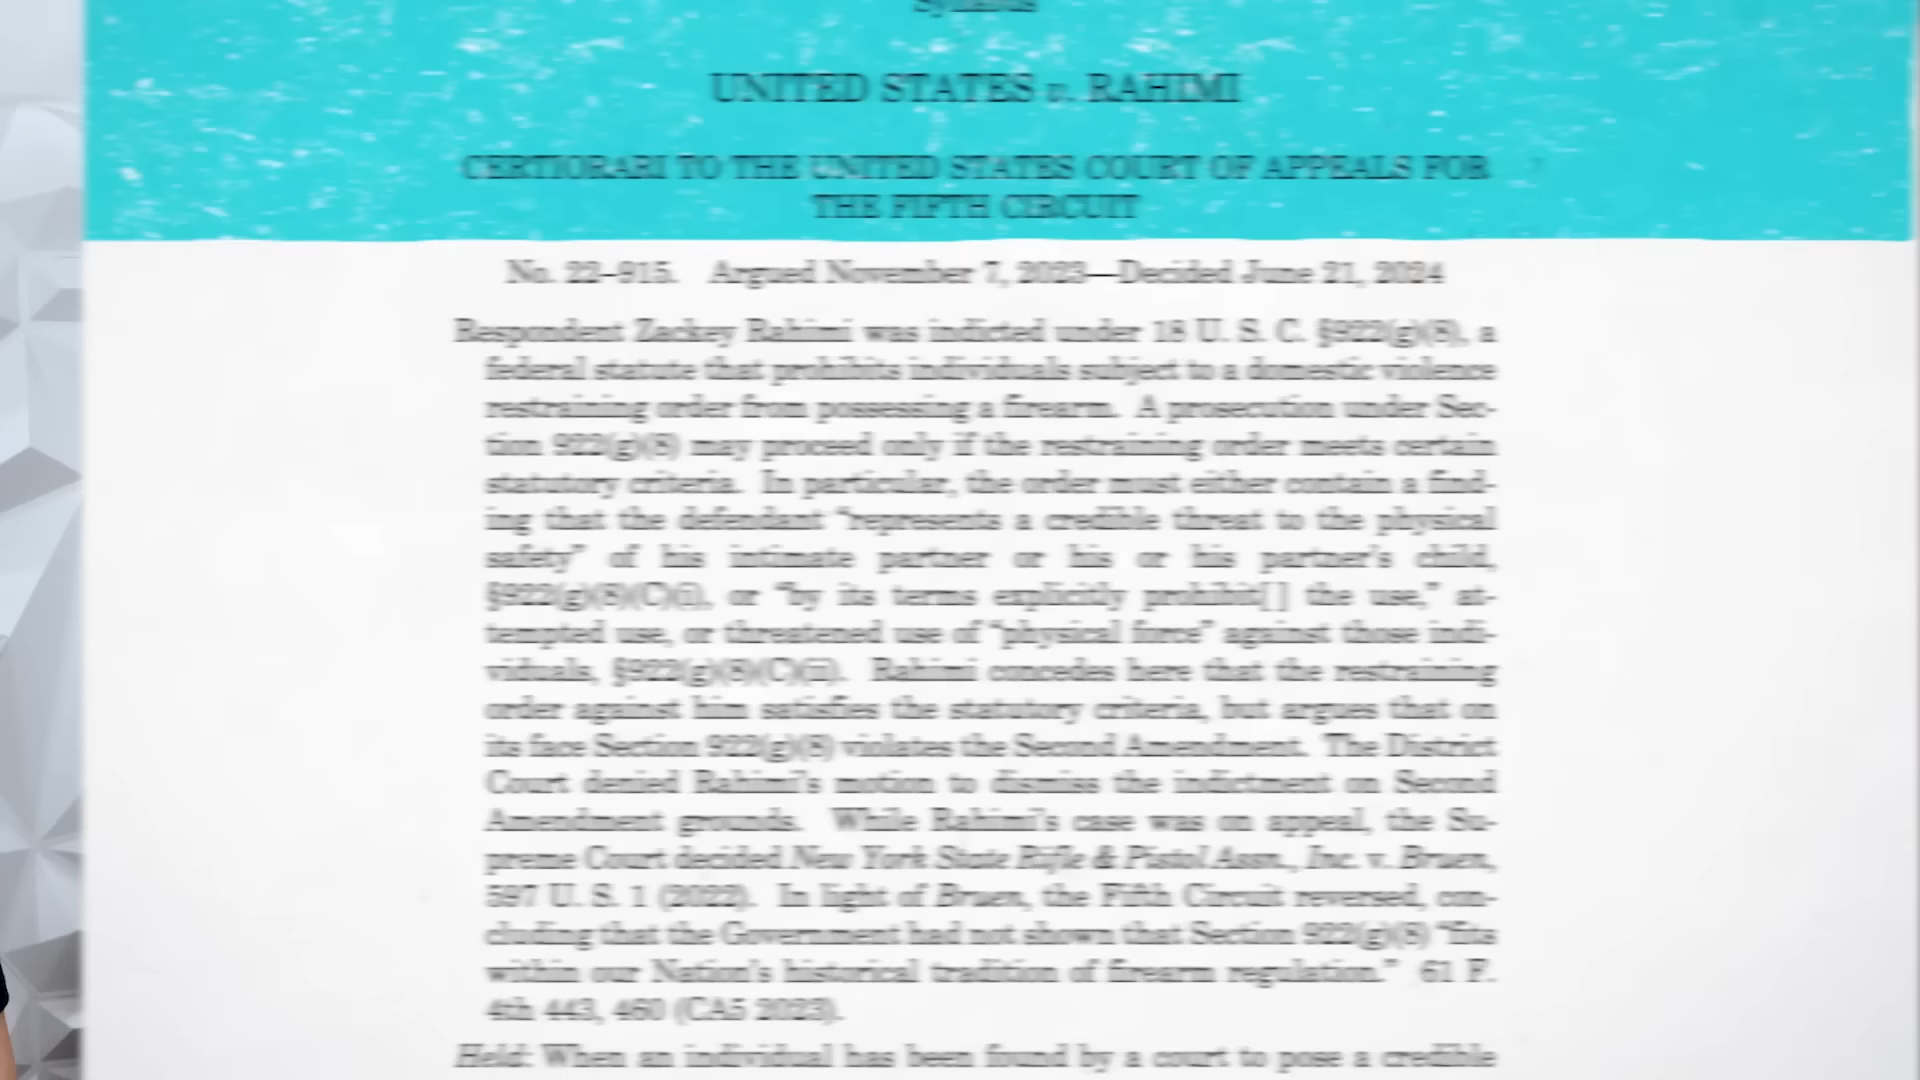 Syllabus
UNITED STATES v. RAHIMI
CERTIORARI TO THE UNITED STATES COURT OF APPEALS FOR
THE FIFTH CIRCUIT
No. 22–915. Argued November 7, 2023—Decided June 21, 2024
Respondent Zackey Rahimi was indicted under 18 U. S. C. §922(g)(8), a
federal statute that prohibits individuals subject to a domestic violence
restraining order from possessing a firearm. A prosecution under Sec-
tion 922(g)(8) may proceed only if the restraining order meets certain
statutory criteria. In particular, the order must either contain a find-
ing that the defendant “represents a credible threat to the physical
safety” of his intimate partner or his or his partner’s child,
§922(g)(8)(C)(i), or “by its terms explicitly prohibit[ ] the use,” at-
tempted use, or threatened use of “physical force” against those indi-
viduals, §922(g)(8)(C)(ii). Rahimi concedes here that the restraining
order against him satisfies the statutory criteria, but argues that on
its face Section 922(g)(8) violates the Second Amendment. The District
Court denied Rahimi’s motion to dismiss the indictment on Second
Amendment grounds. While Rahimi’s case was on appeal, the Su-
preme Court decided New York State Rifle & Pistol Assn., Inc. v. Bruen,
597 U. S. 1 (2022). In light of Bruen, the Fifth Circuit reversed, con-
cluding that the Government had not shown that Section 922(g)(8) “fits
within our Nation’s historical tradition of firearm regulation.” 61 F.
4th 443, 460 (CA5 2023).
Held: When an individual has been found by a court to pose a credible